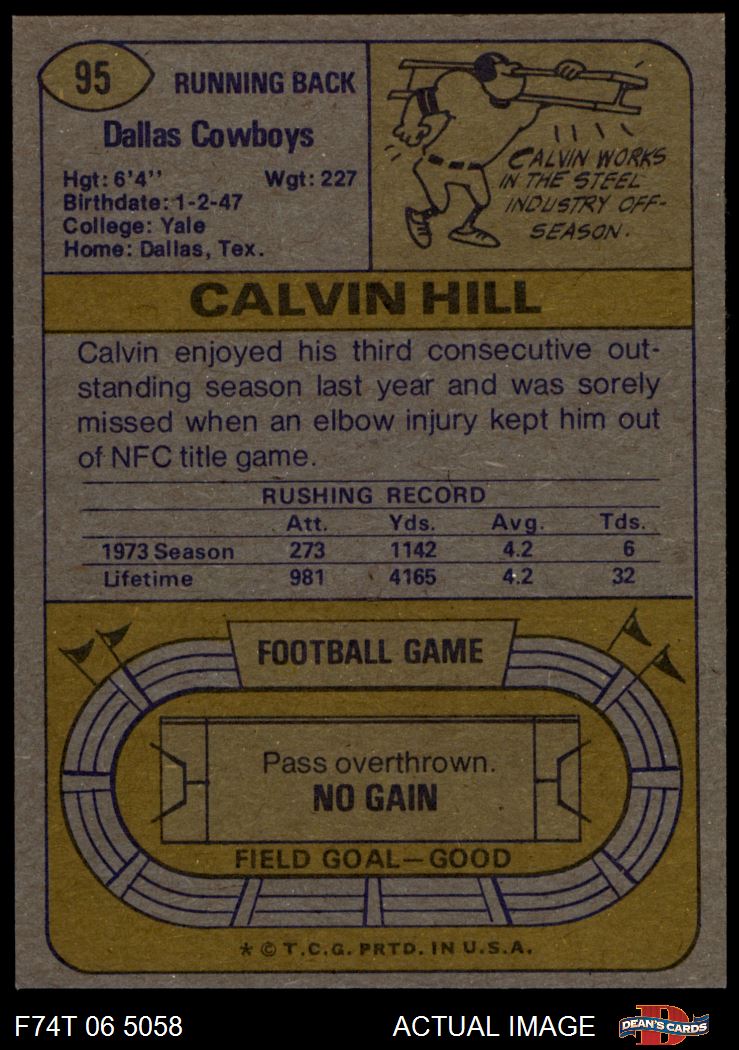 95
RUNNING BACK
Dallas Cowboys
Hgt: 6'4'' Wgt: 227
Birthdate: 1-2-47
College: Yale
Home: Dallas, Tex.
CALVIN WORKS
IN THE STEEL
INDUSTRY OFF-
SEASON.
CALVIN HILL
Calvin enjoyed his third consecutive out-
standing season last year and was sorely
missed when an elbow injury kept him out
of NFC title game.
RUSHING RECORD
Att. Yds. Avg. Tds.
1973 Season 273 1142 4.2 6
Lifetime 981 4165 4.2 32
FOOTBALL GAME
Pass overthrown.
NO GAIN
FIELD GOAL—GOOD
* © T.C.G. PRTD. IN U.S.A.
F74T 06 5058 ACTUAL IMAGE
D
DEAN'S CARDS